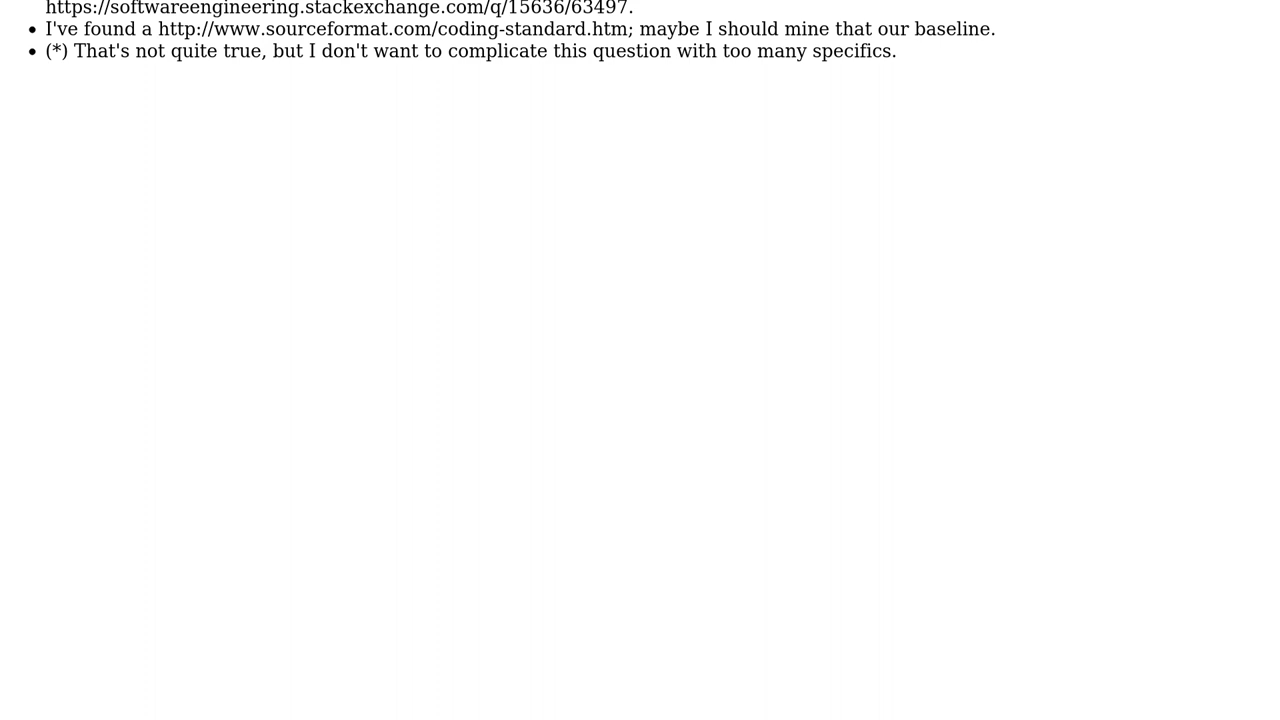 https://softwareengineering.stackexchange.com/q/15636/63497.
• I've found a http://www.sourceformat.com/coding-standard.htm; maybe I should mine that our baseline.
• (*) That's not quite true, but I don't want to complicate this question with too many specifics.